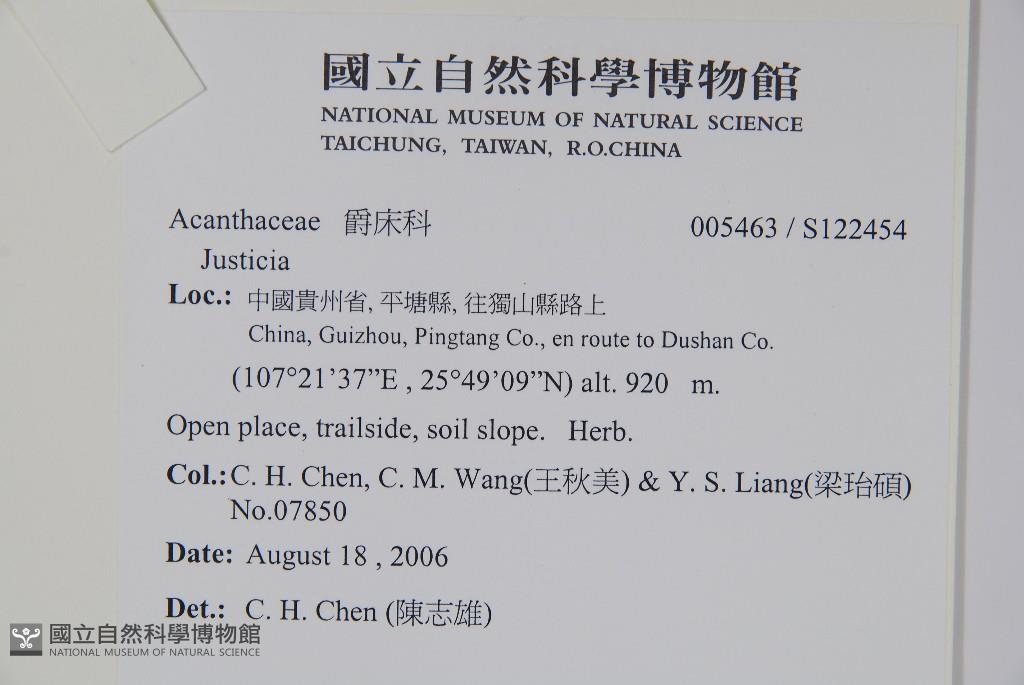 國立自然科學博物館
NATIONAL MUSEUM OF NATURAL SCIENCE
TAICHUNG, TAIWAN, R.O.CHINA
Acanthaceae 爵床科 005463 / S122454
Justicia
Loc.: 中國貴州省, 平塘縣, 往獨山縣路上
China, Guizhou, Pingtang Co., en route to Dushan Co.
(107°21’37”E , 25°49’09”N) alt. 920 m.
Open place, trailside, soil slope. Herb.
Col.: C. H. Chen, C. M. Wang(王秋美) & Y. S. Liang(梁珆碩)
No.07850
Date: August 18 , 2006
Det.: C. H. Chen (陳志雄)
國立自然科學博物館
NATIONAL MUSEUM OF NATURAL SCIENCE